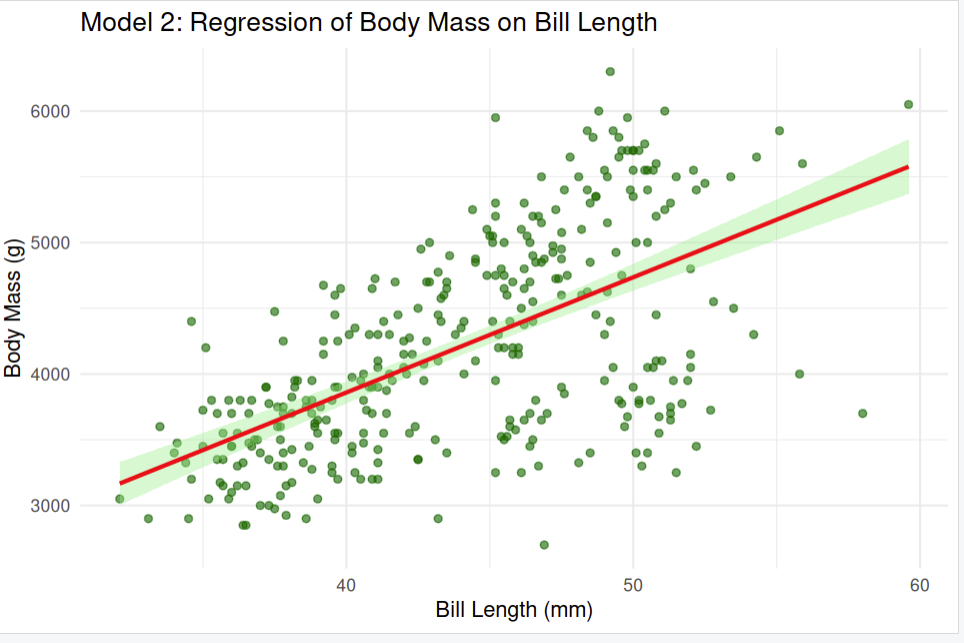 Model 2: Regression of Body Mass on Bill Length
6000
5000
4000
3000
Body Mass (g)
40
50
60
Bill Length (mm)